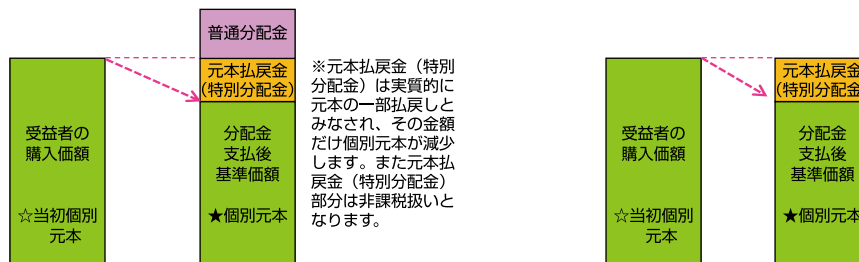 普通分配金
元本払戻金
(特別分配金)
受益者の
購入価額
☆当初個別
元本
分配金
支払後
基準価額
★個別元本
※元本払戻金（特別
分配金）は実質的に
元本の一部払戻しと
みなされ、その金額
だけ個別元本が減少
します。また元本払
戻金（特別分配金）
部分は非課税扱いと
なります。
受益者の
購入価額
☆当初個別
元本
元本払戻金
(特別分配金)
分配金
支払後
基準価額
★個別元本